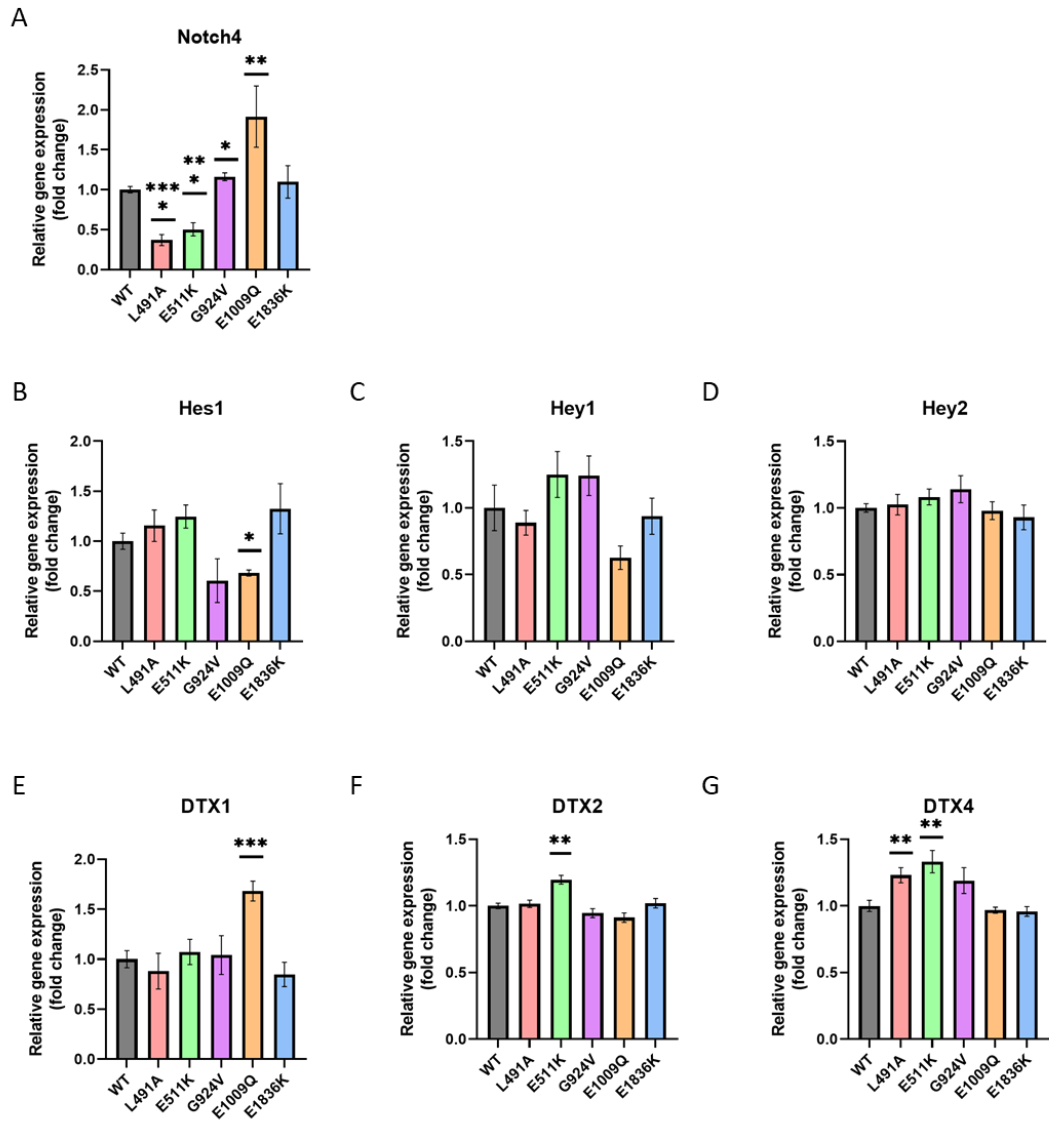 A
Notch4
Relative gene expression
(fold change)
2.5
2.0
1.5
1.0
0.5
0.0
***
*
**
*
*
**
WT
L491A
E511K
G924V
E1009Q
E1836K
B
Hes1
Relative gene expression
(fold change)
2.0
1.5
1.0
0.5
0.0
*
WT
L491A
E511K
G924V
E1009Q
E1836K
C
Hey1
Relative gene expression
(fold change)
1.5
1.0
0.5
0.0
WT
L491A
E511K
G924V
E1009Q
E1836K
D
Hey2
Relative gene expression
(fold change)
1.5
1.0
0.5
0.0
WT
L491A
E511K
G924V
E1009Q
E1836K
E
DTX1
Relative gene expression
(fold change)
2.0
1.5
1.0
0.5
0.0
***
WT
L491A
E511K
G924V
E1009Q
E1836K
F
DTX2
Relative gene expression
(fold change)
1.5
1.0
0.5
0.0
**
WT
L491A
E511K
G924V
E1009Q
E1836K
G
DTX4
Relative gene expression
(fold change)
1.5
1.0
0.5
0.0
**
**
WT
L491A
E511K
G924V
E1009Q
E1836K